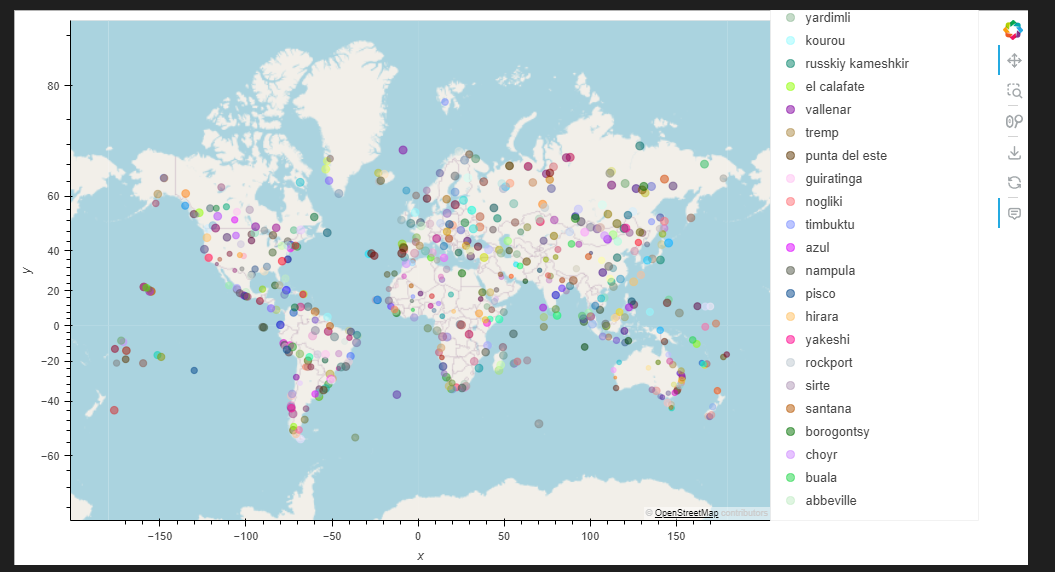 80
60
40
20
0
−20
−40
−60
y
−150
−100
−50
0
50
100
150
x
© OpenStreetMap contributors
yardimli
kourou
russkiy kameshkir
el calafate
vallenar
tremp
punta del este
guiratinga
nogliki
timbuktu
azul
nampula
pisco
hirara
yakeshi
rockport
sirte
santana
borogontsy
choyr
buala
abbeville